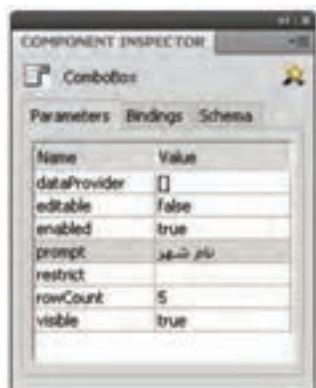 COMPONENT INSPECTOR
ComboBox
Parameters Bindings Schema
Name Value
dataProvider []
editable false
enabled true
prompt نام شهر
restrict
rowCount 5
visible true